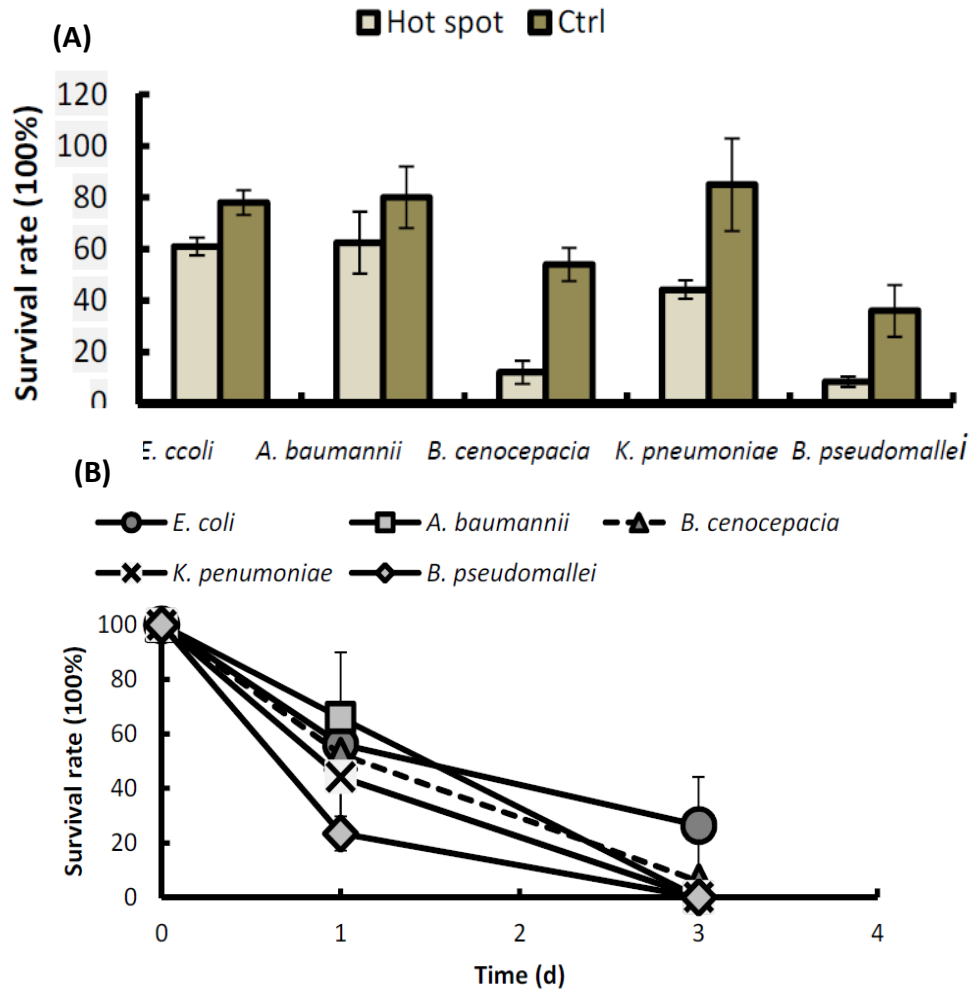 Hot spot Ctrl
(A)
Survival rate (100%)
120
100
80
60
40
20
0
E. ccoli A. baumannii B. cenocepacia K. pneumoniae B. pseudomallei
(B)
E. coli A. baumannii B. cenocepacia
K. penumoniae B. pseudomallei
Survival rate (100%)
100
80
60
40
20
0
0 1 2 3 4
Time (d)